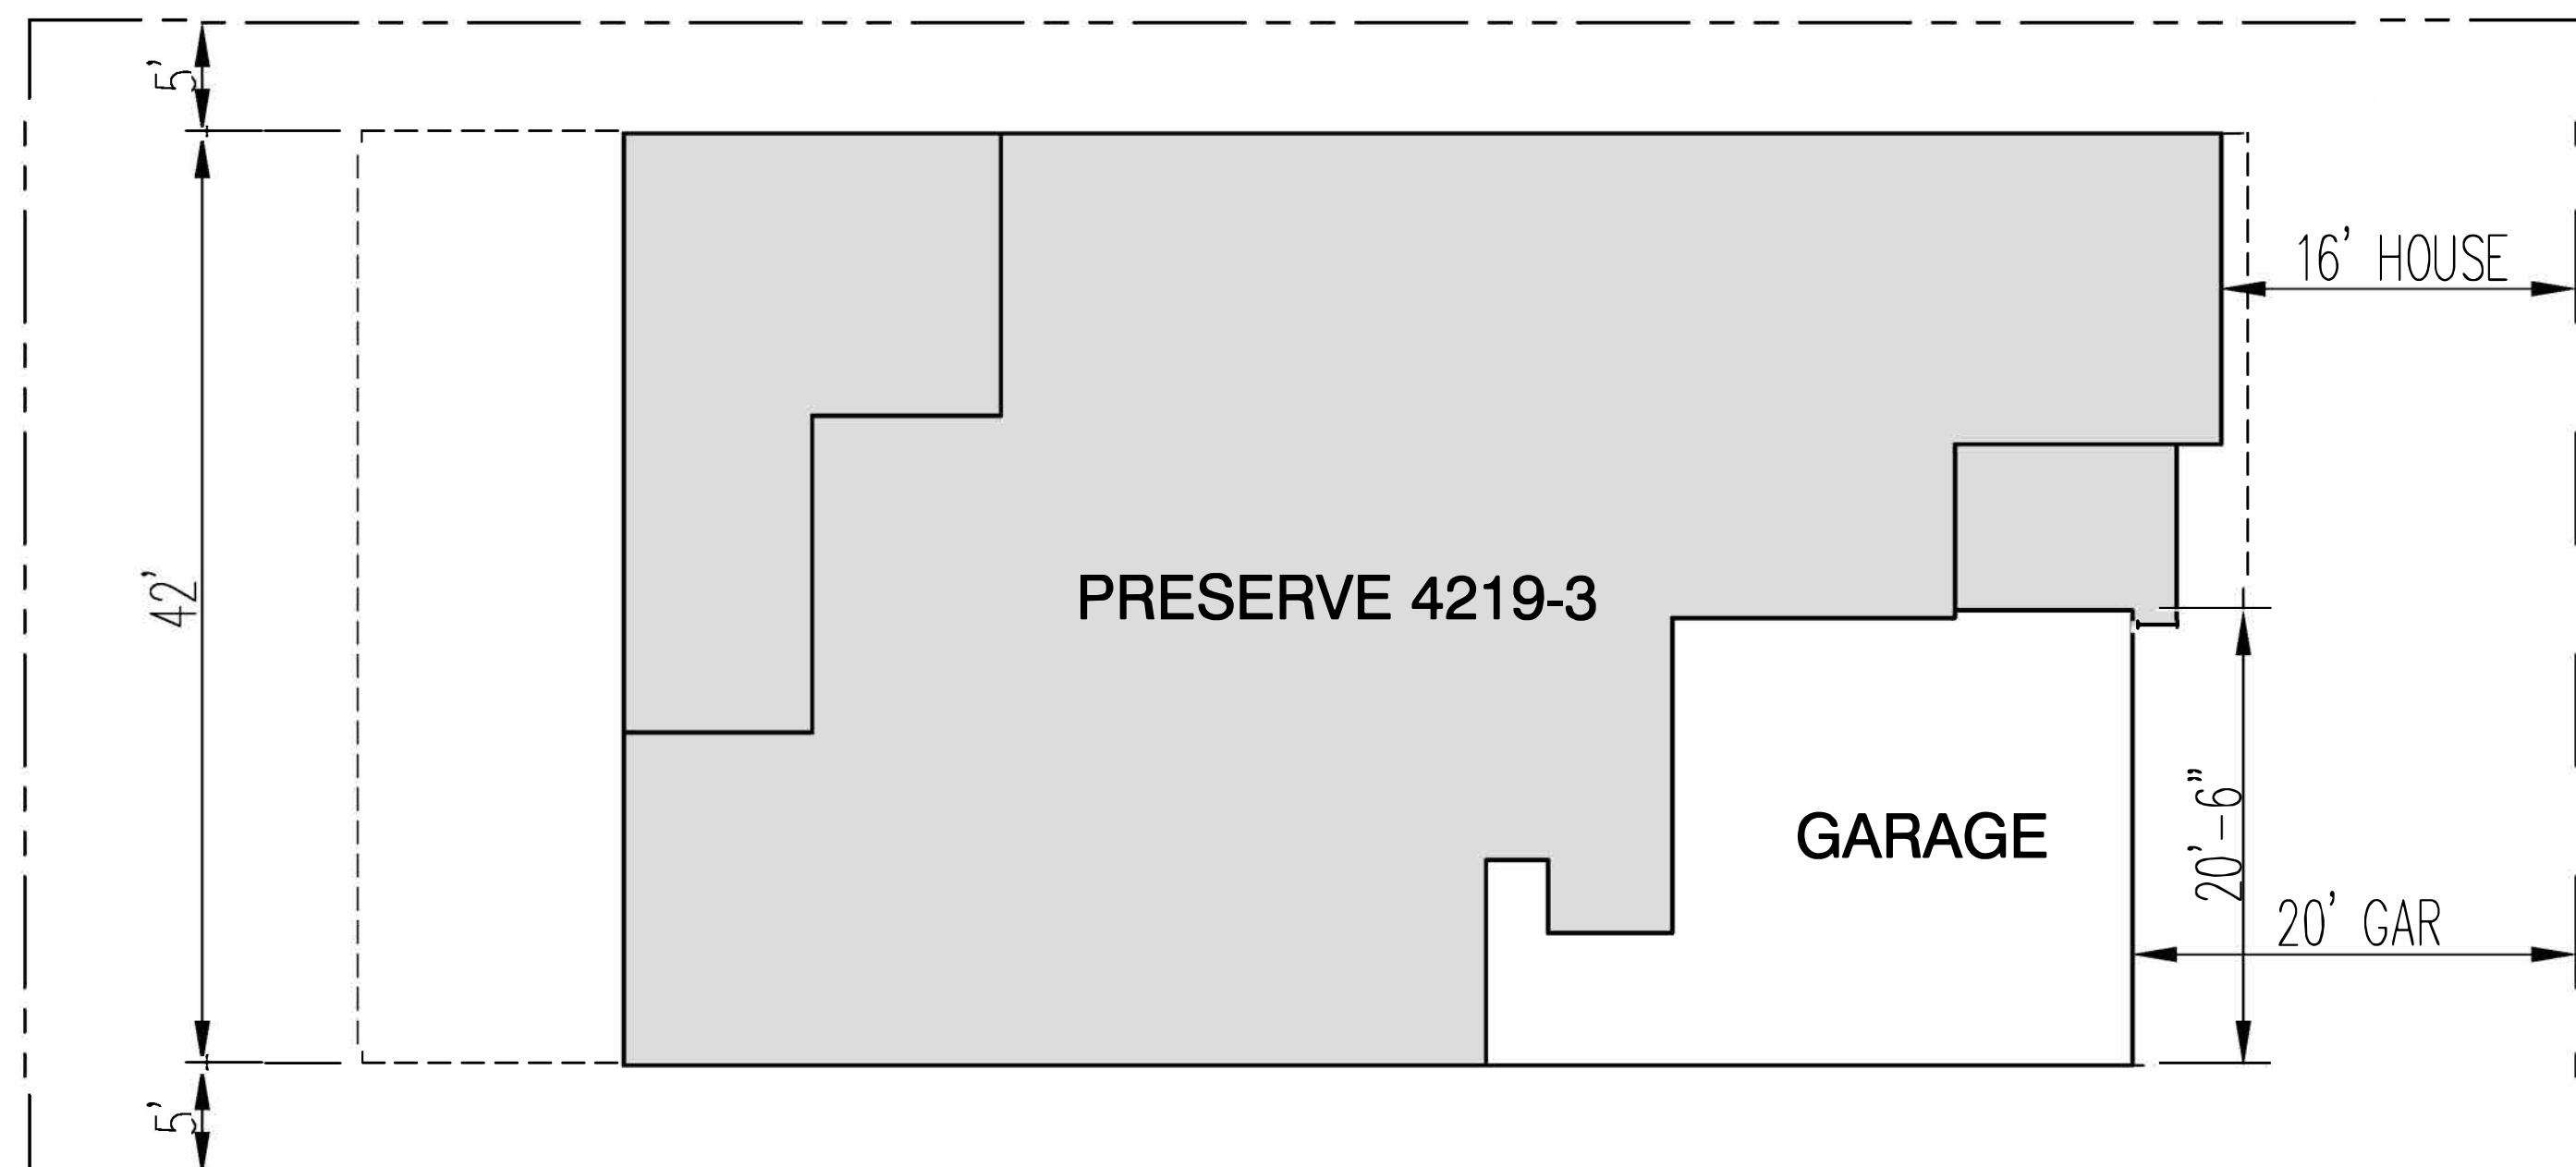 5'
16' HOUSE
42'
PRESERVE 4219-3
GARAGE
20'-6"
20' GAR
5'